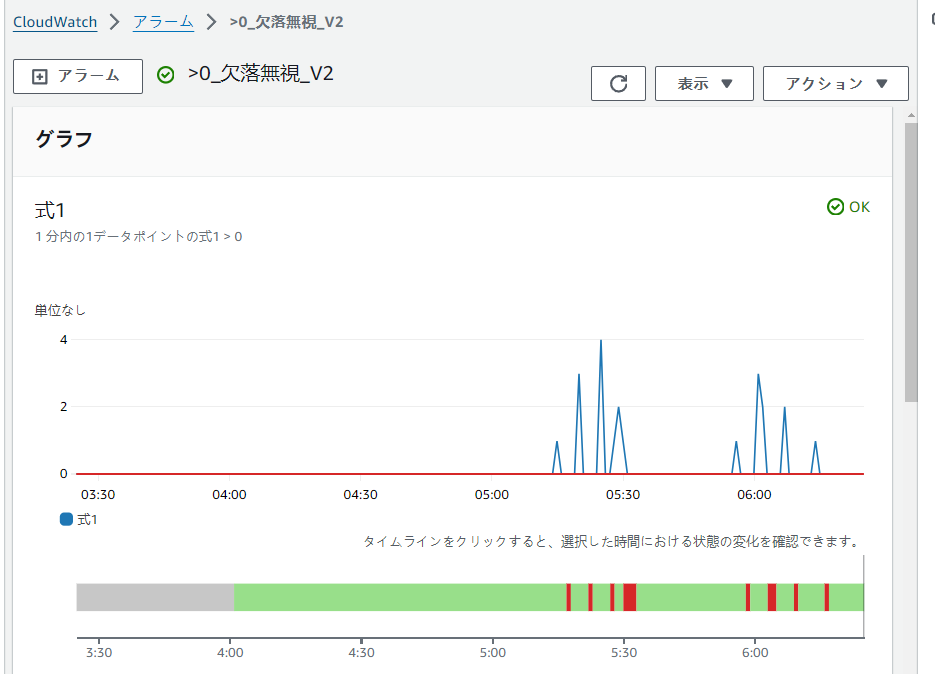 CloudWatch > アラーム > >0_欠落無視_V2
アラーム >0_欠落無視_V2
表示 アクション
グラフ
式1
OK
1 分内の1データポイントの式1 > 0
単位なし
4
2
0
03:30 04:00 04:30 05:00 05:30 06:00
式1
タイムラインをクリックすると、選択した時間における状態の変化を確認できます。
3:30 4:00 4:30 5:00 5:30 6:00